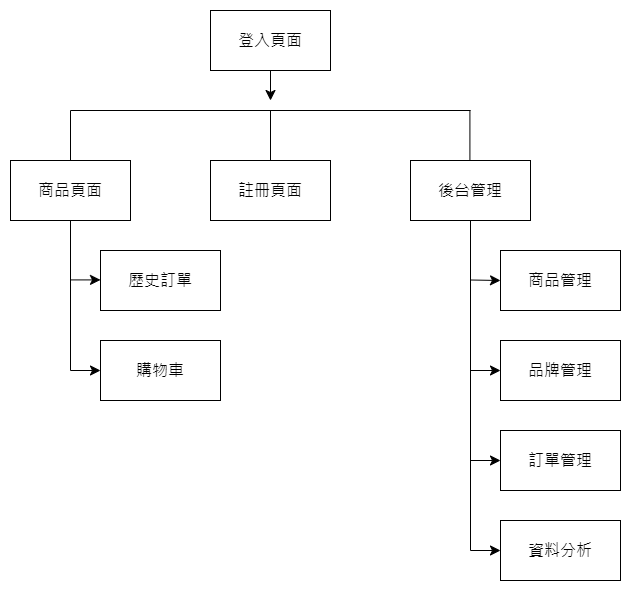 登入頁面
商品頁面
註冊頁面
後台管理
歷史訂單
商品管理
購物車
品牌管理
訂單管理
資料分析